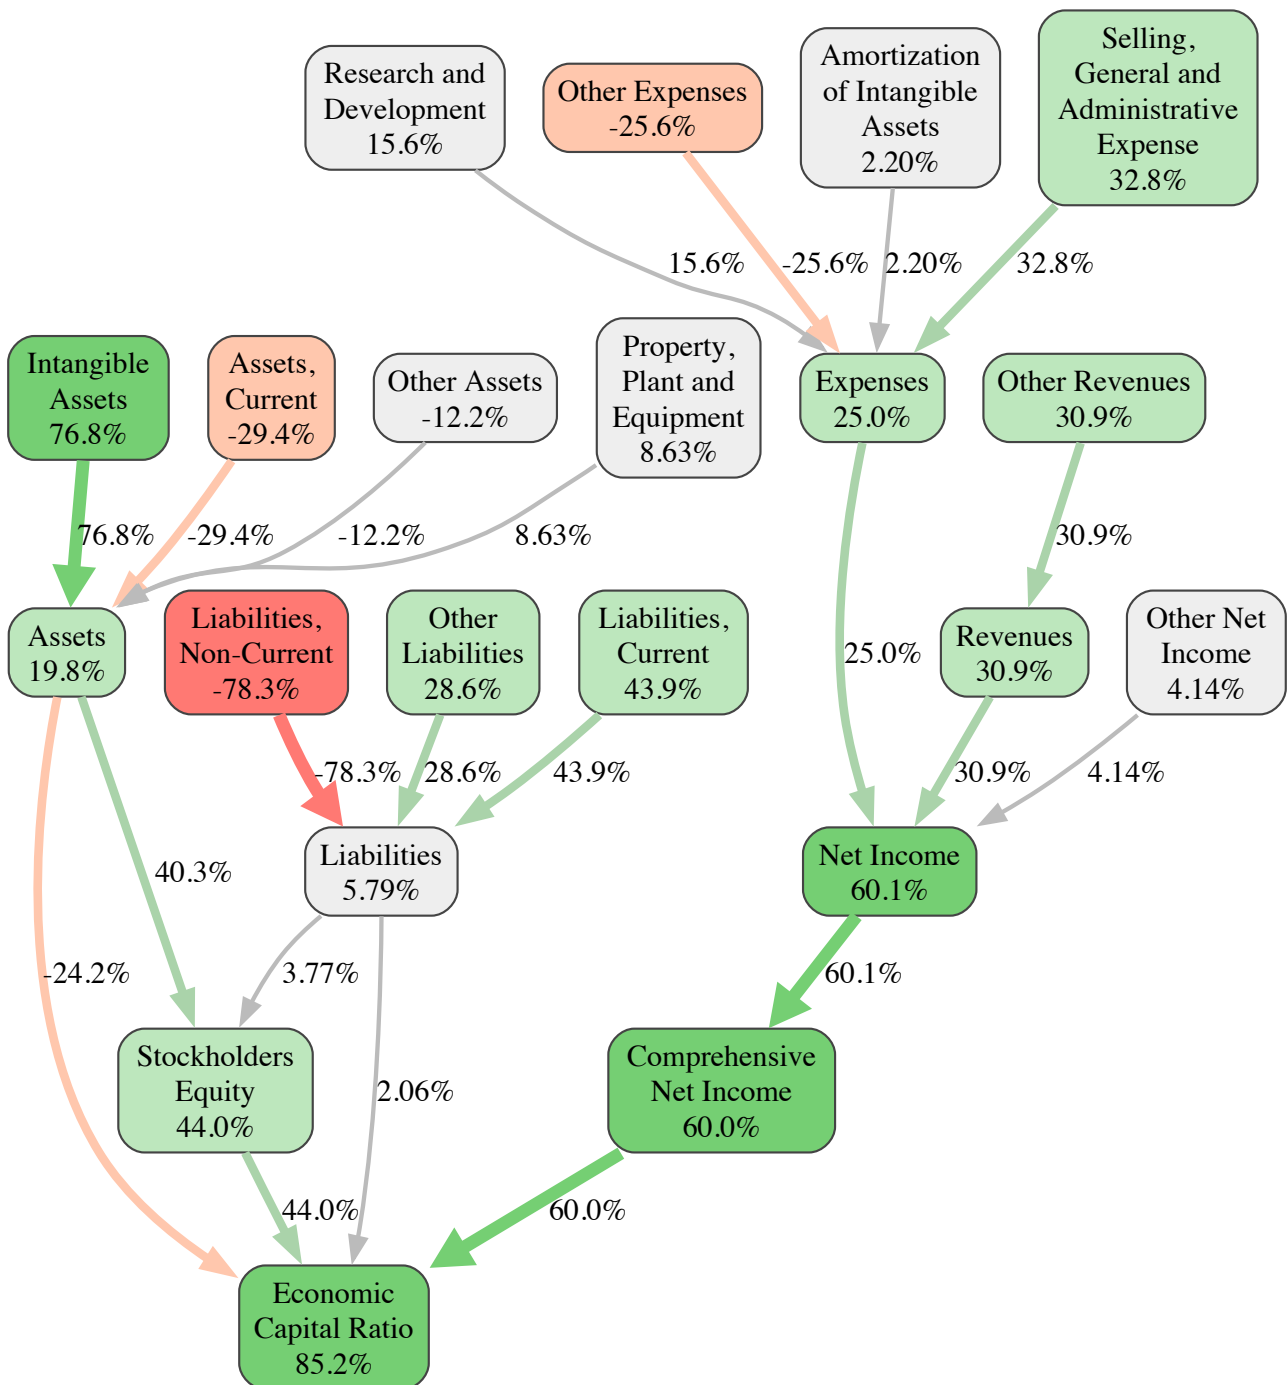 Research and
Development
15.6%
Other Expenses
-25.6%
Amortization
of Intangible
Assets
2.20%
Selling,
General and
Administrative
Expense
32.8%
15.6%
-25.6%
2.20%
32.8%
Intangible
Assets
76.8%
Assets,
Current
-29.4%
Other Assets
-12.2%
Property,
Plant and
Equipment
8.63%
Expenses
25.0%
Other Revenues
30.9%
76.8%
-29.4%
-12.2%
8.63%
30.9%
Assets
19.8%
Liabilities,
Non-Current
-78.3%
Other
Liabilities
28.6%
Liabilities,
Current
43.9%
25.0%
Revenues
30.9%
Other Net
Income
4.14%
-78.3%
28.6%
43.9%
30.9%
4.14%
40.3%
Liabilities
5.79%
Net Income
60.1%
-24.2%
3.77%
60.1%
Stockholders
Equity
44.0%
2.06%
Comprehensive
Net Income
60.0%
44.0%
60.0%
Economic
Capital Ratio
85.2%